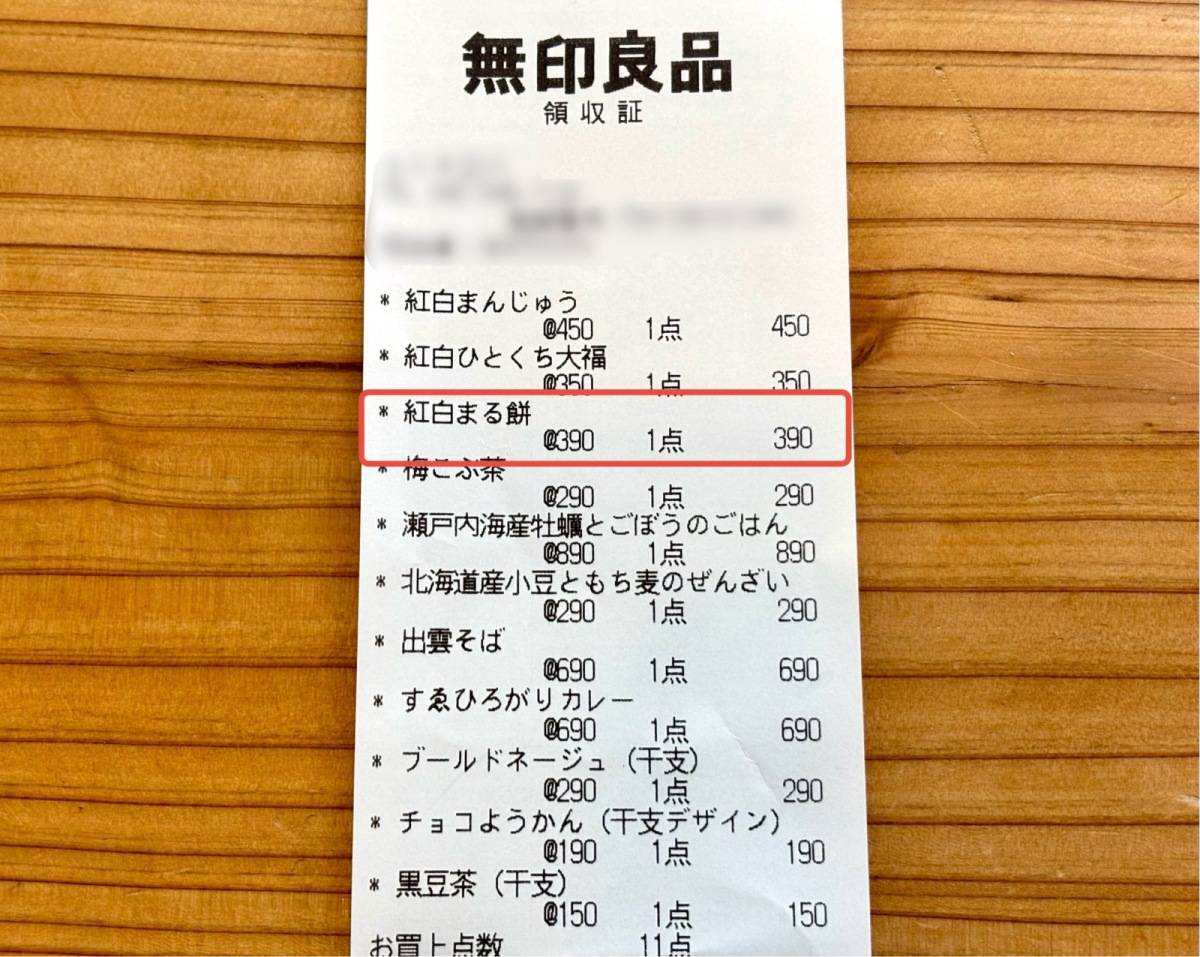 無印良品
領収証
* 紅白まんじゅう
@450 1点 450
* 紅白ひとくち大福
@350 1点 350
* 紅白まる餅
@390 1点 390
* 梅こぶ茶
@290 1点 290
* 瀬戸内海産牡蠣とごぼうのごはん
@890 1点 890
* 北海道産小豆ともち麦のぜんざい
@290 1点 290
* 出雲そば
@690 1点 690
* すゑひろがりカレー
@690 1点 690
* ブールドネージュ（干支）
@290 1点 290
* チョコようかん（干支デザイン）
@190 1点 190
* 黒豆茶（干支）
@150 1点 150
お買上点数 11点